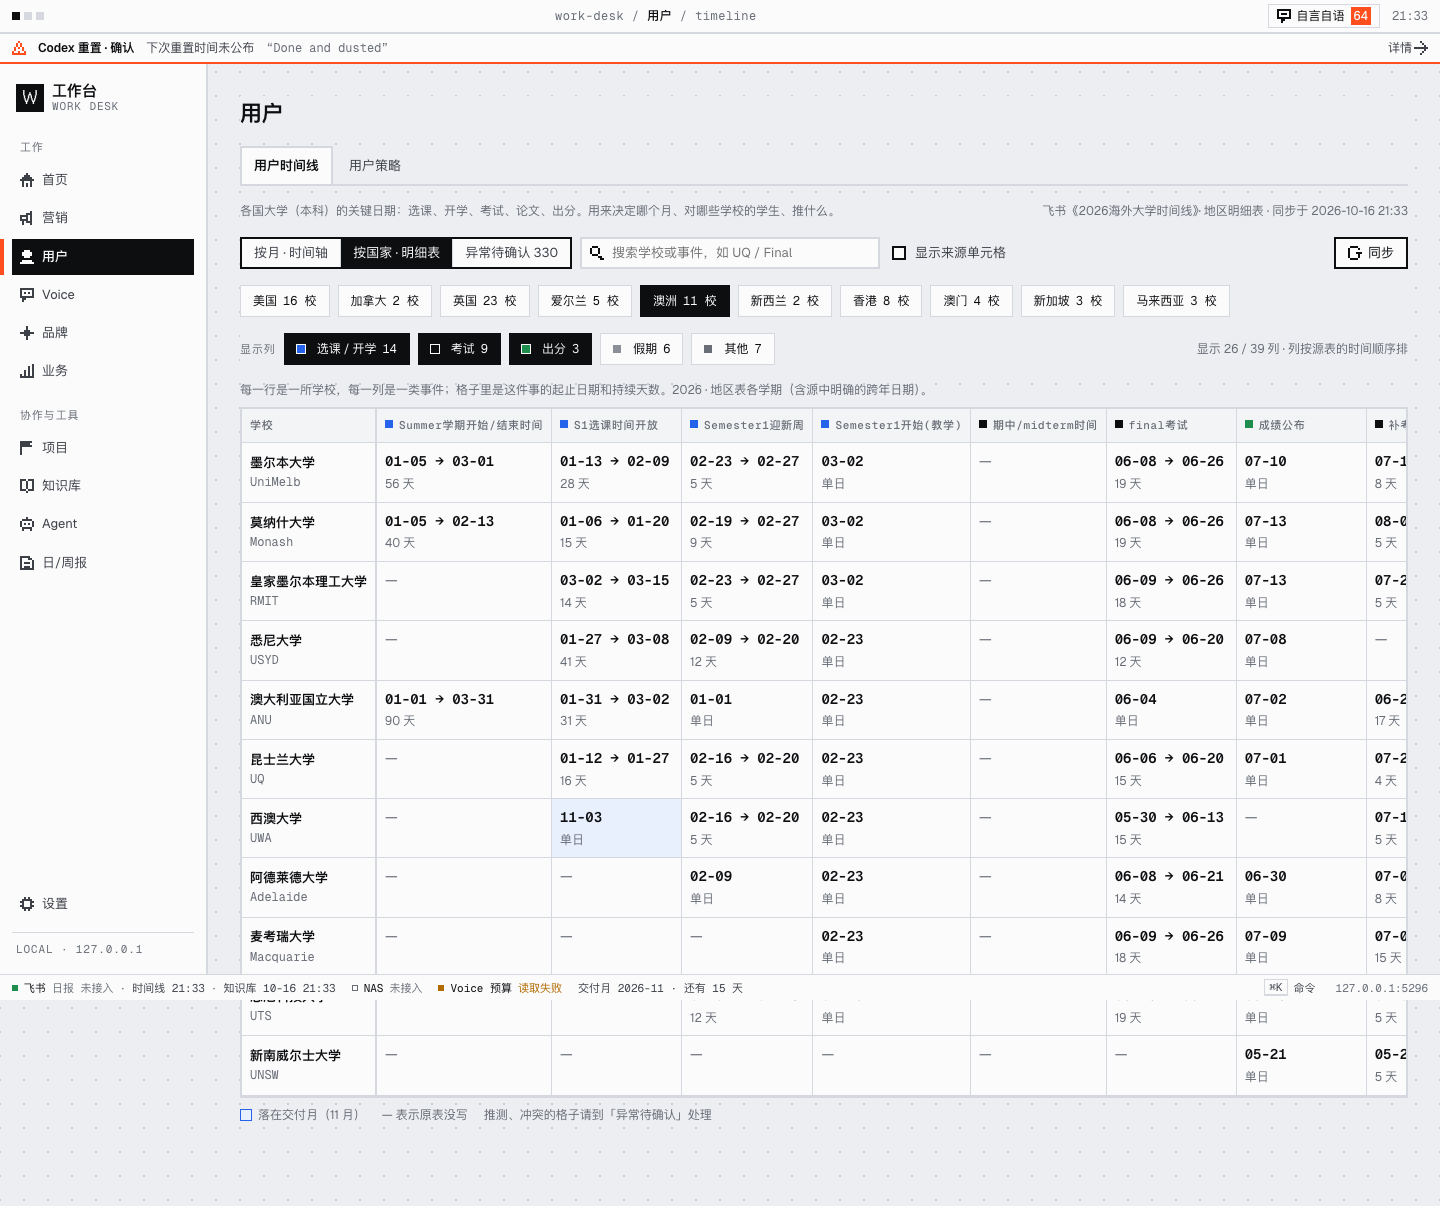 work-desk / 用户 / timeline
自言自语 64 21:33
Codex 重置 · 确认 下次重置时间未公布 “Done and dusted” 详情
W 工作台
WORK DESK
工作
首页
营销
用户
Voice
品牌
业务
协作与工具
项目
知识库
Agent
日/周报
设置
LOCAL · 127.0.0.1
用户
用户时间线 用户策略
各国大学（本科）的关键日期：选课、开学、考试、论文、出分。用来决定哪个月、对哪些学校的学生、推什么。 飞书《2026海外大学时间线》· 地区明细表 · 同步于 2026-10-16 21:33
按月 · 时间轴 按国家 · 明细表 异常待确认 330 搜索学校或事件，如 UQ / Final 显示来源单元格 同步
美国 16 校 加拿大 2 校 英国 23 校 爱尔兰 5 校 澳洲 11 校 新西兰 2 校 香港 8 校 澳门 4 校 新加坡 3 校 马来西亚 3 校
显示列 选课 / 开学 14 考试 9 出分 3 假期 6 其他 7 显示 26 / 39 列 · 列按源表的时间顺序排
每一行是一所学校，每一列是一类事件；格子里是这件事的起止日期和持续天数。2026 · 地区表各学期（含源中明确的跨年日期）。
学校 Summer学期开始/结束时间 S1选课时间开放 Semester1迎新周 Semester1开始(教学) 期中/midterm时间 final考试 成绩公布
墨尔本大学 01-05 → 03-01 01-13 → 02-09 02-23 → 02-27 03-02 — 06-08 → 06-26 07-10
UniMelb 56 天 28 天 5 天 单日 19 天 单日 8 天
莫纳什大学 01-05 → 02-13 01-06 → 01-20 02-19 → 02-27 03-02 — 06-08 → 06-26 07-13
Monash 40 天 15 天 9 天 单日 19 天 单日 5 天
皇家墨尔本理工大学 — 03-02 → 03-15 02-23 → 02-27 03-02 — 06-09 → 06-26 07-13
RMIT 14 天 5 天 单日 18 天 单日 5 天
悉尼大学 — 01-27 → 03-08 02-09 → 02-20 02-23 — 06-09 → 06-20 07-08 —
USYD 41 天 12 天 单日 12 天 单日
澳大利亚国立大学 01-01 → 03-31 01-31 → 03-02 01-01 02-23 — 06-04 07-02
ANU 90 天 31 天 单日 单日 单日 单日 17 天
昆士兰大学 — 01-12 → 01-27 02-16 → 02-20 02-23 — 06-06 → 06-20 07-01
UQ 16 天 5 天 单日 15 天 单日 4 天
西澳大学 — 11-03 02-16 → 02-20 02-23 — 05-30 → 06-13 —
UWA 单日 5 天 单日 15 天 5 天
阿德莱德大学 — — 02-09 02-23 — 06-08 → 06-21 06-30
Adelaide 单日 单日 14 天 单日 8 天
麦考瑞大学 — — — 02-23 — 06-09 → 06-26 07-09
Macquarie 单日 18 天 单日 15 天
飞书 日报 未接入 · 时间线 21:33 · 知识库 10-16 21:33 NAS 未接入 Voice 预算 读取失败 交付月 2026-11 · 还有 15 天 ⌘K 命令 127.0.0.1:5296
UTS 12 天 单日 19 天 单日 5 天
新南威尔士大学 — — — — — — 05-21
UNSW 单日 5 天
落在交付月（11 月） — 表示原表没写 推测、冲突的格子请到「异常待确认」处理